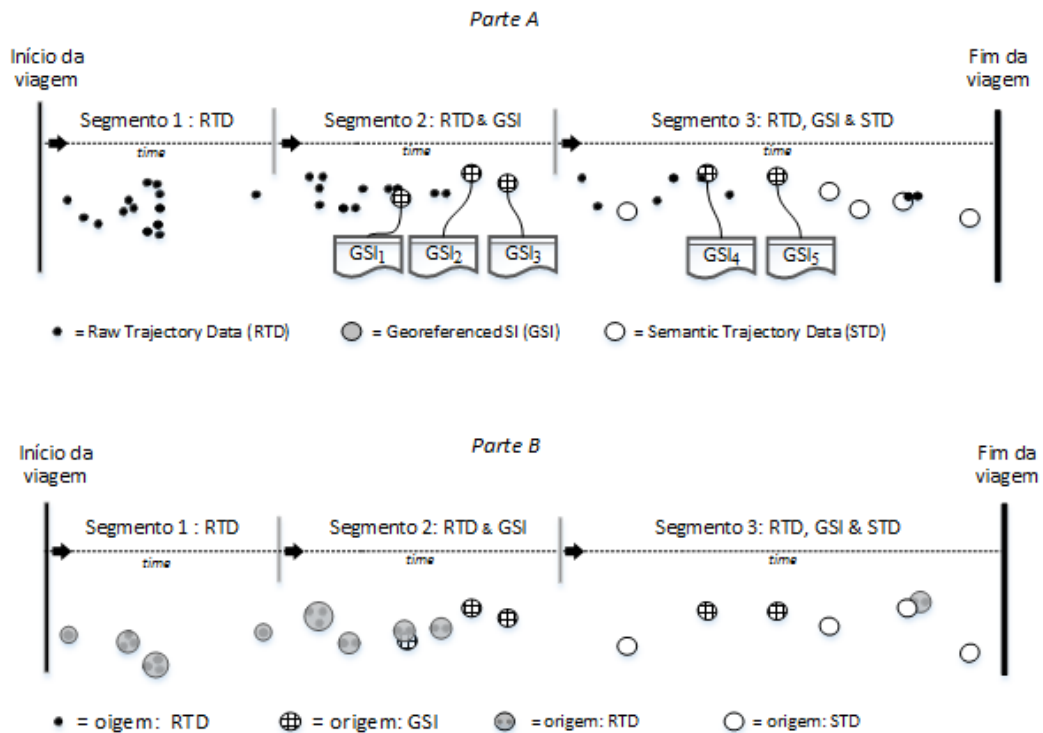 Parte A
Início da
viagem
Fim da
viagem
Segmento 1 : RTD
Segmento 2: RTD & GSI
Segmento 3: RTD, GSI & STD
time
time
time
GSI1
GSI2
GSI3
GSI4
GSI5
= Raw Trajectory Data (RTD)
= Georeferenced SI (GSI)
= Semantic Trajectory Data (STD)
Parte B
Início da
viagem
Fim da
viagem
Segmento 1 : RTD
Segmento 2: RTD & GSI
Segmento 3: RTD, GSI & STD
time
time
time
= oigem: RTD
= origem: GSI
= origem: RTD
= origem: STD